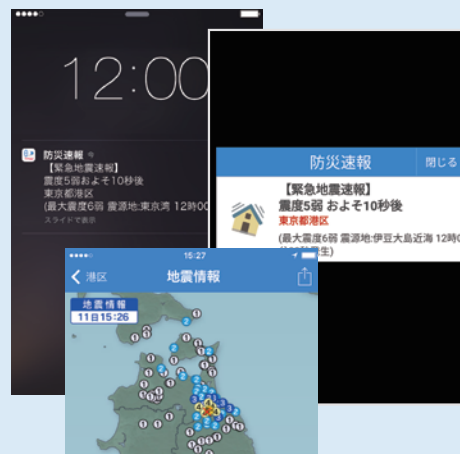 12:00
防災速報 今
【緊急地震速報】
震度5弱およそ10秒後
東京都港区
(最大震度6弱 震源地:東京湾 12時00
スライドで表示
防災速報
閉じる
【緊急地震速報】
震度5弱 およそ10秒後
東京都港区
(最大震度6弱 震源地:伊豆大島近海 12時0
生)
15:27
港区
地震情報
地震情報
11日15:26